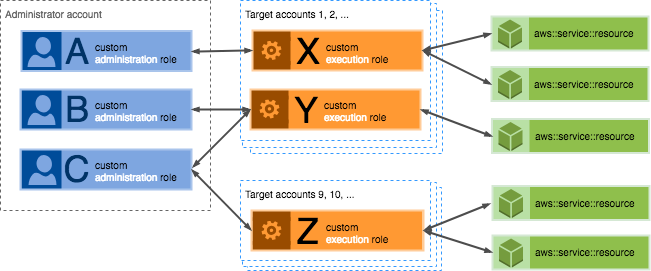 Administrator account
A custom
administration role
B custom
administration role
C custom
administration role
Target accounts 1, 2, ...
X custom
execution role
Y custom
execution role
Target accounts 9, 10, ...
Z custom
execution role
aws::service::resource
aws::service::resource
aws::service::resource
aws::service::resource
aws::service::resource